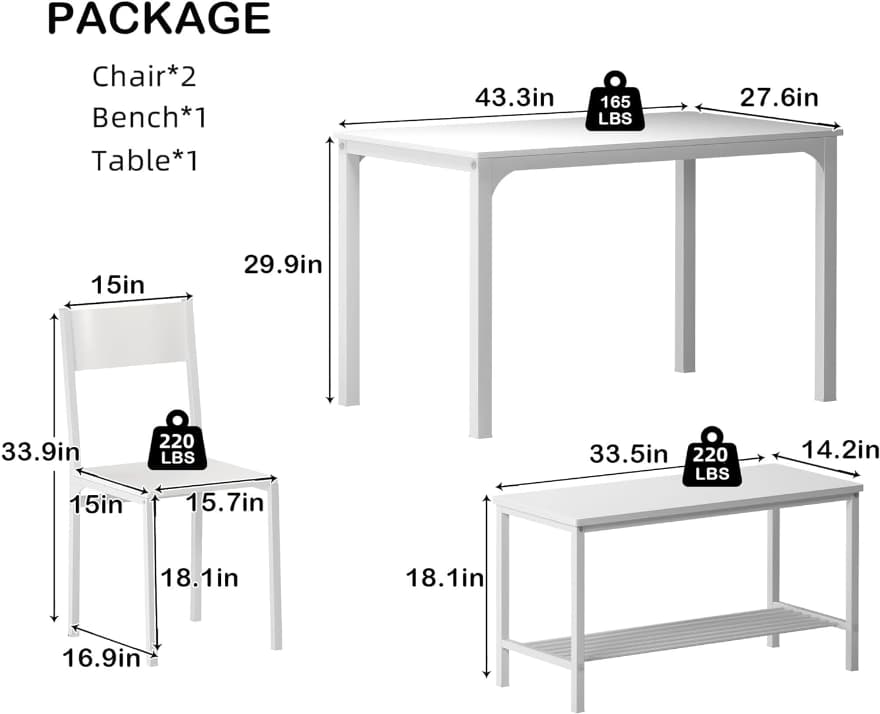 PACKAGE
Chair*2
Bench*1
Table*1
43.3in
165
LBS
27.6in
29.9in
15in
33.9in
220
LBS
15in
15.7in
18.1in
16.9in
33.5in
220
LBS
14.2in
18.1in